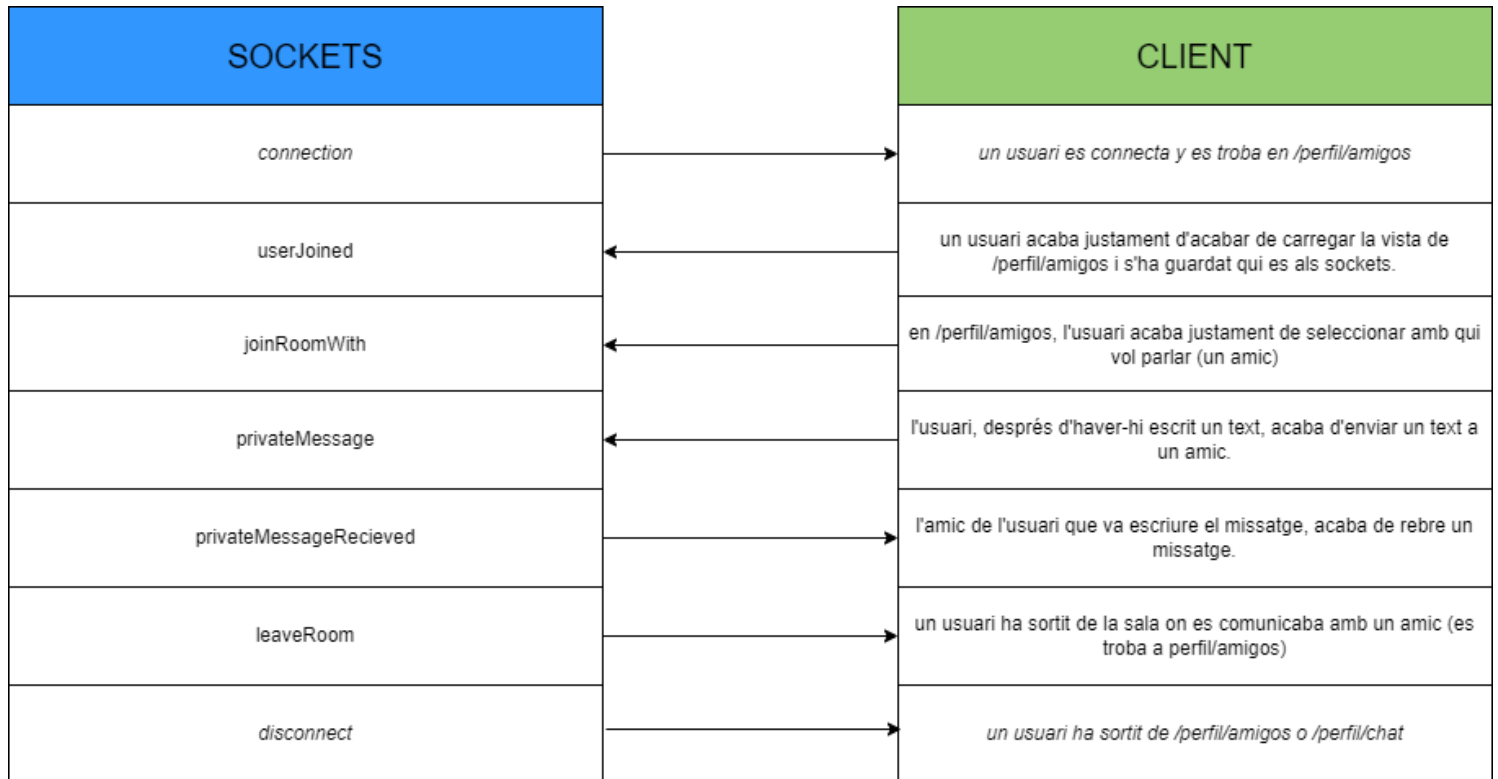 SOCKETS
CLIENT
connection
un usuari es connecta y es troba en /perfil/amigos
userJoined
un usuari acaba justament d'acabar de carregar la vista de
/perfil/amigos i s'ha guardat qui es als sockets.
joinRoomWith
en /perfil/amigos, l'usuari acaba justament de seleccionar amb qui
vol parlar (un amic)
privateMessage
l'usuari, després d'haver-hi escrit un text, acaba d'enviar un text a
un amic.
privateMessageRecieved
l'amic de l'usuari que va escriure el missatge, acaba de rebre un
missatge.
leaveRoom
un usuari ha sortit de la sala on es comunicaba amb un amic (es
troba a perfil/amigos)
disconnect
un usuari ha sortit de /perfil/amigos o /perfil/chat